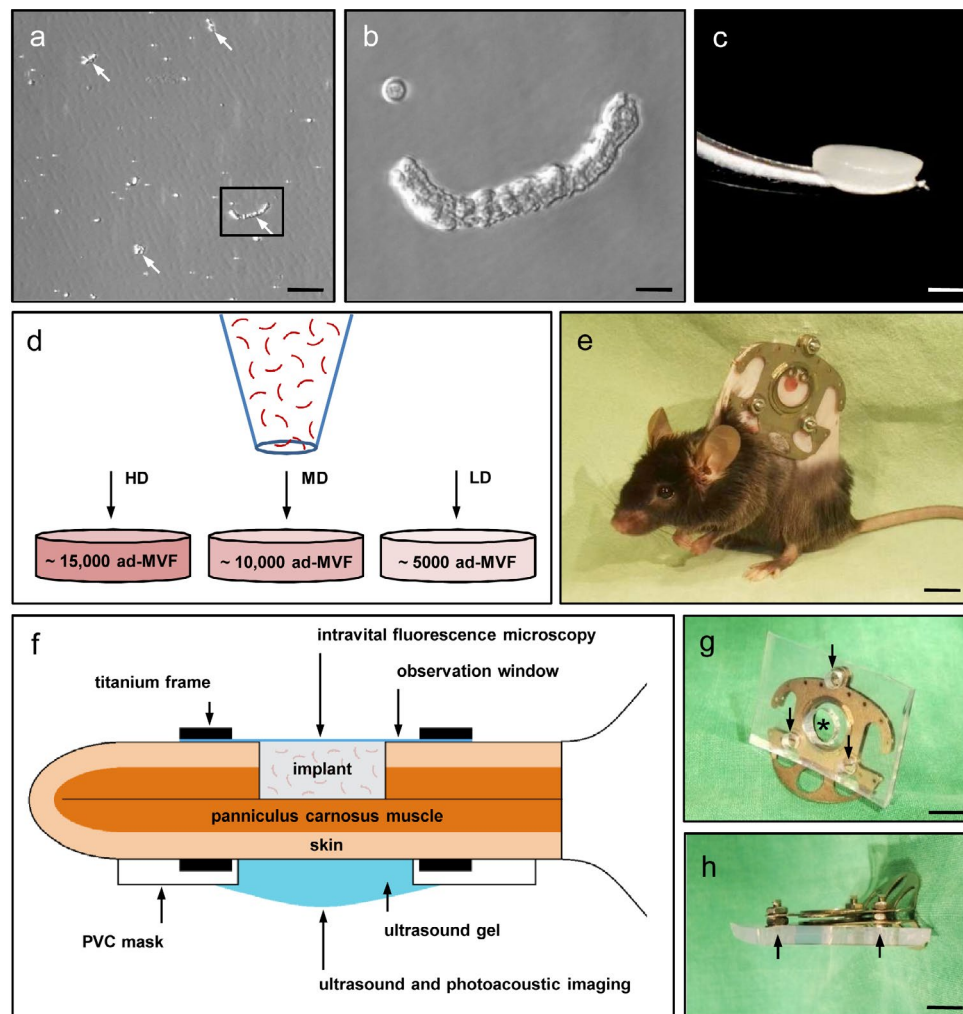 a
b
c
d
HD
MD
LD
~ 15,000 ad-MVF
~ 10,000 ad-MVF
~ 5000 ad-MVF
e
f
intravital fluorescence microscopy
titanium frame
observation window
implant
panniculus carnosus muscle
skin
PVC mask
ultrasound gel
ultrasound and photoacoustic imaging
g
*
h